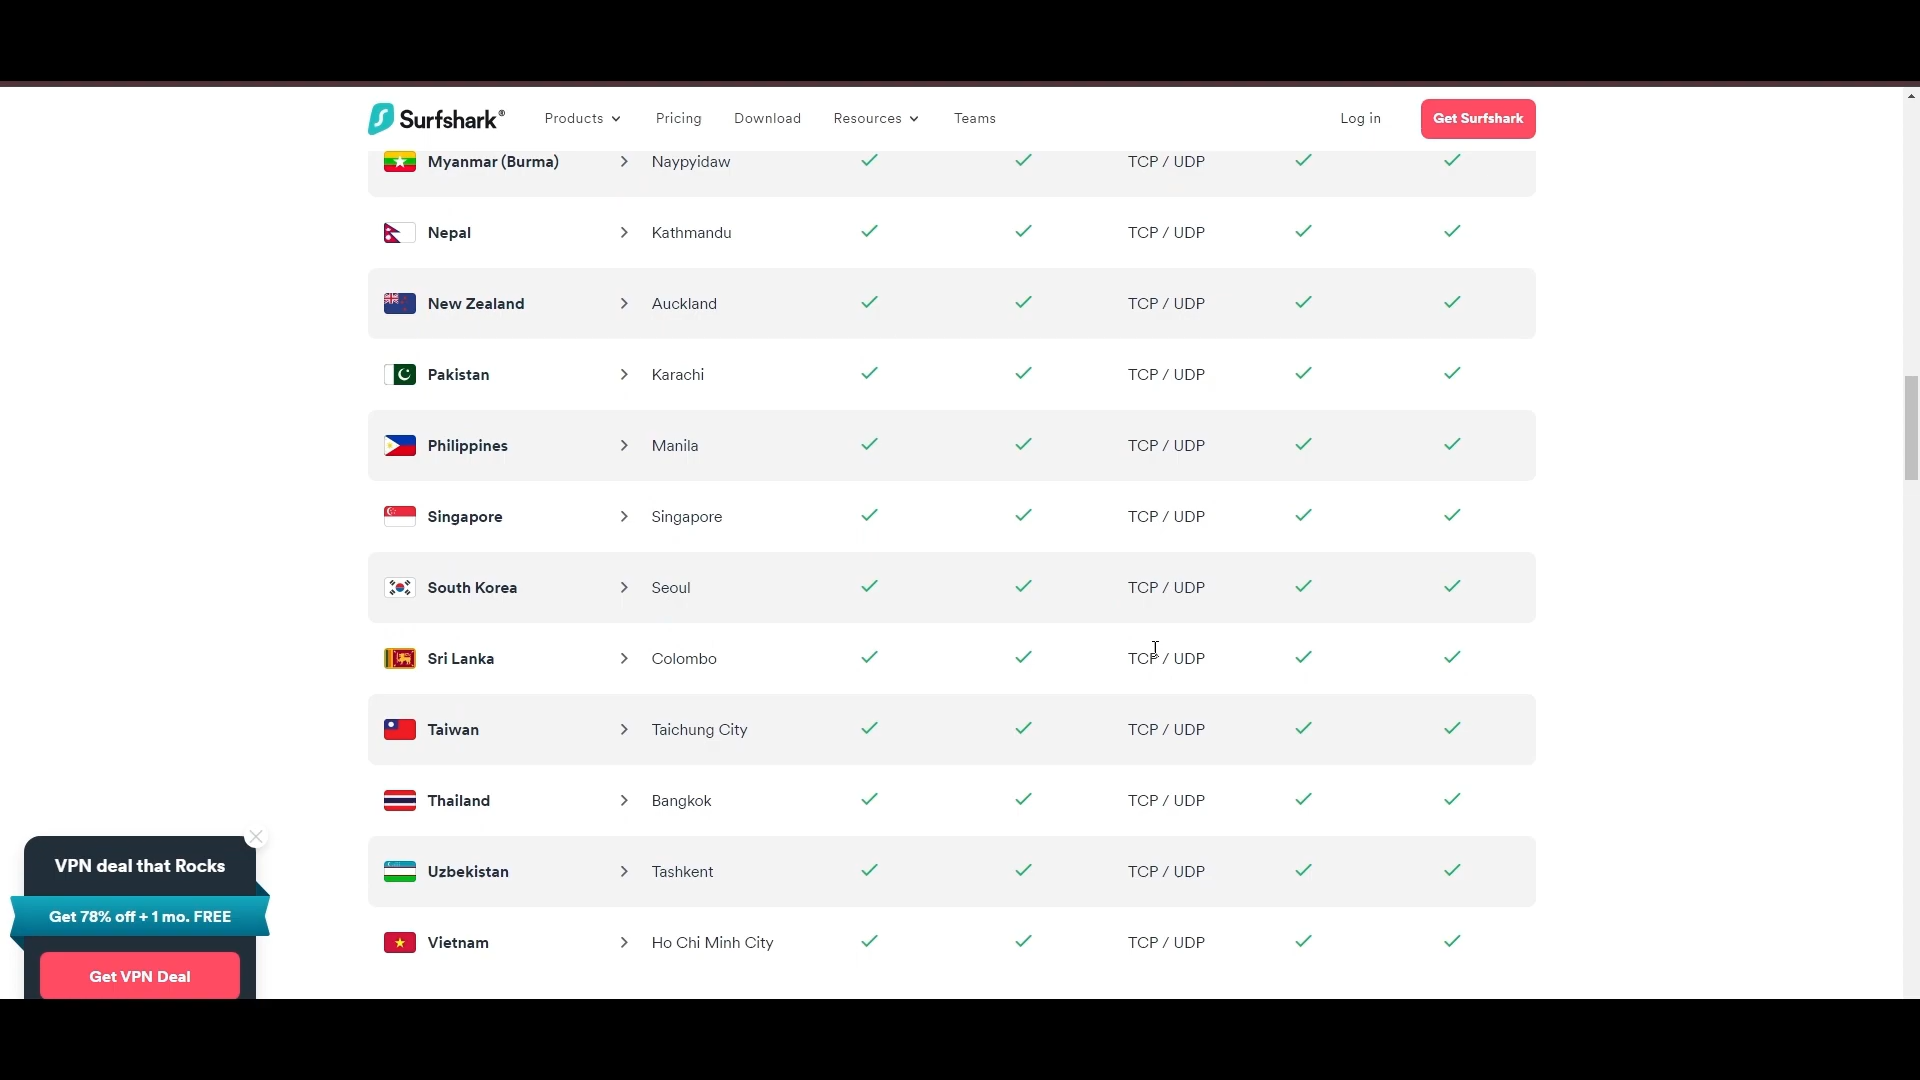 Surfshark®
Products
Pricing
Download
Resources
Teams
Log in
Get Surfshark
Myanmar (Burma) Naypyidaw TCP / UDP
Nepal Kathmandu TCP / UDP
New Zealand Auckland TCP / UDP
Pakistan Karachi TCP / UDP
Philippines Manila TCP / UDP
Singapore Singapore TCP / UDP
South Korea Seoul TCP / UDP
Sri Lanka Colombo TCP / UDP
Taiwan Taichung City TCP / UDP
Thailand Bangkok TCP / UDP
Uzbekistan Tashkent TCP / UDP
Vietnam Ho Chi Minh City TCP / UDP
VPN deal that Rocks
Get 78% off + 1 mo. FREE
Get VPN Deal